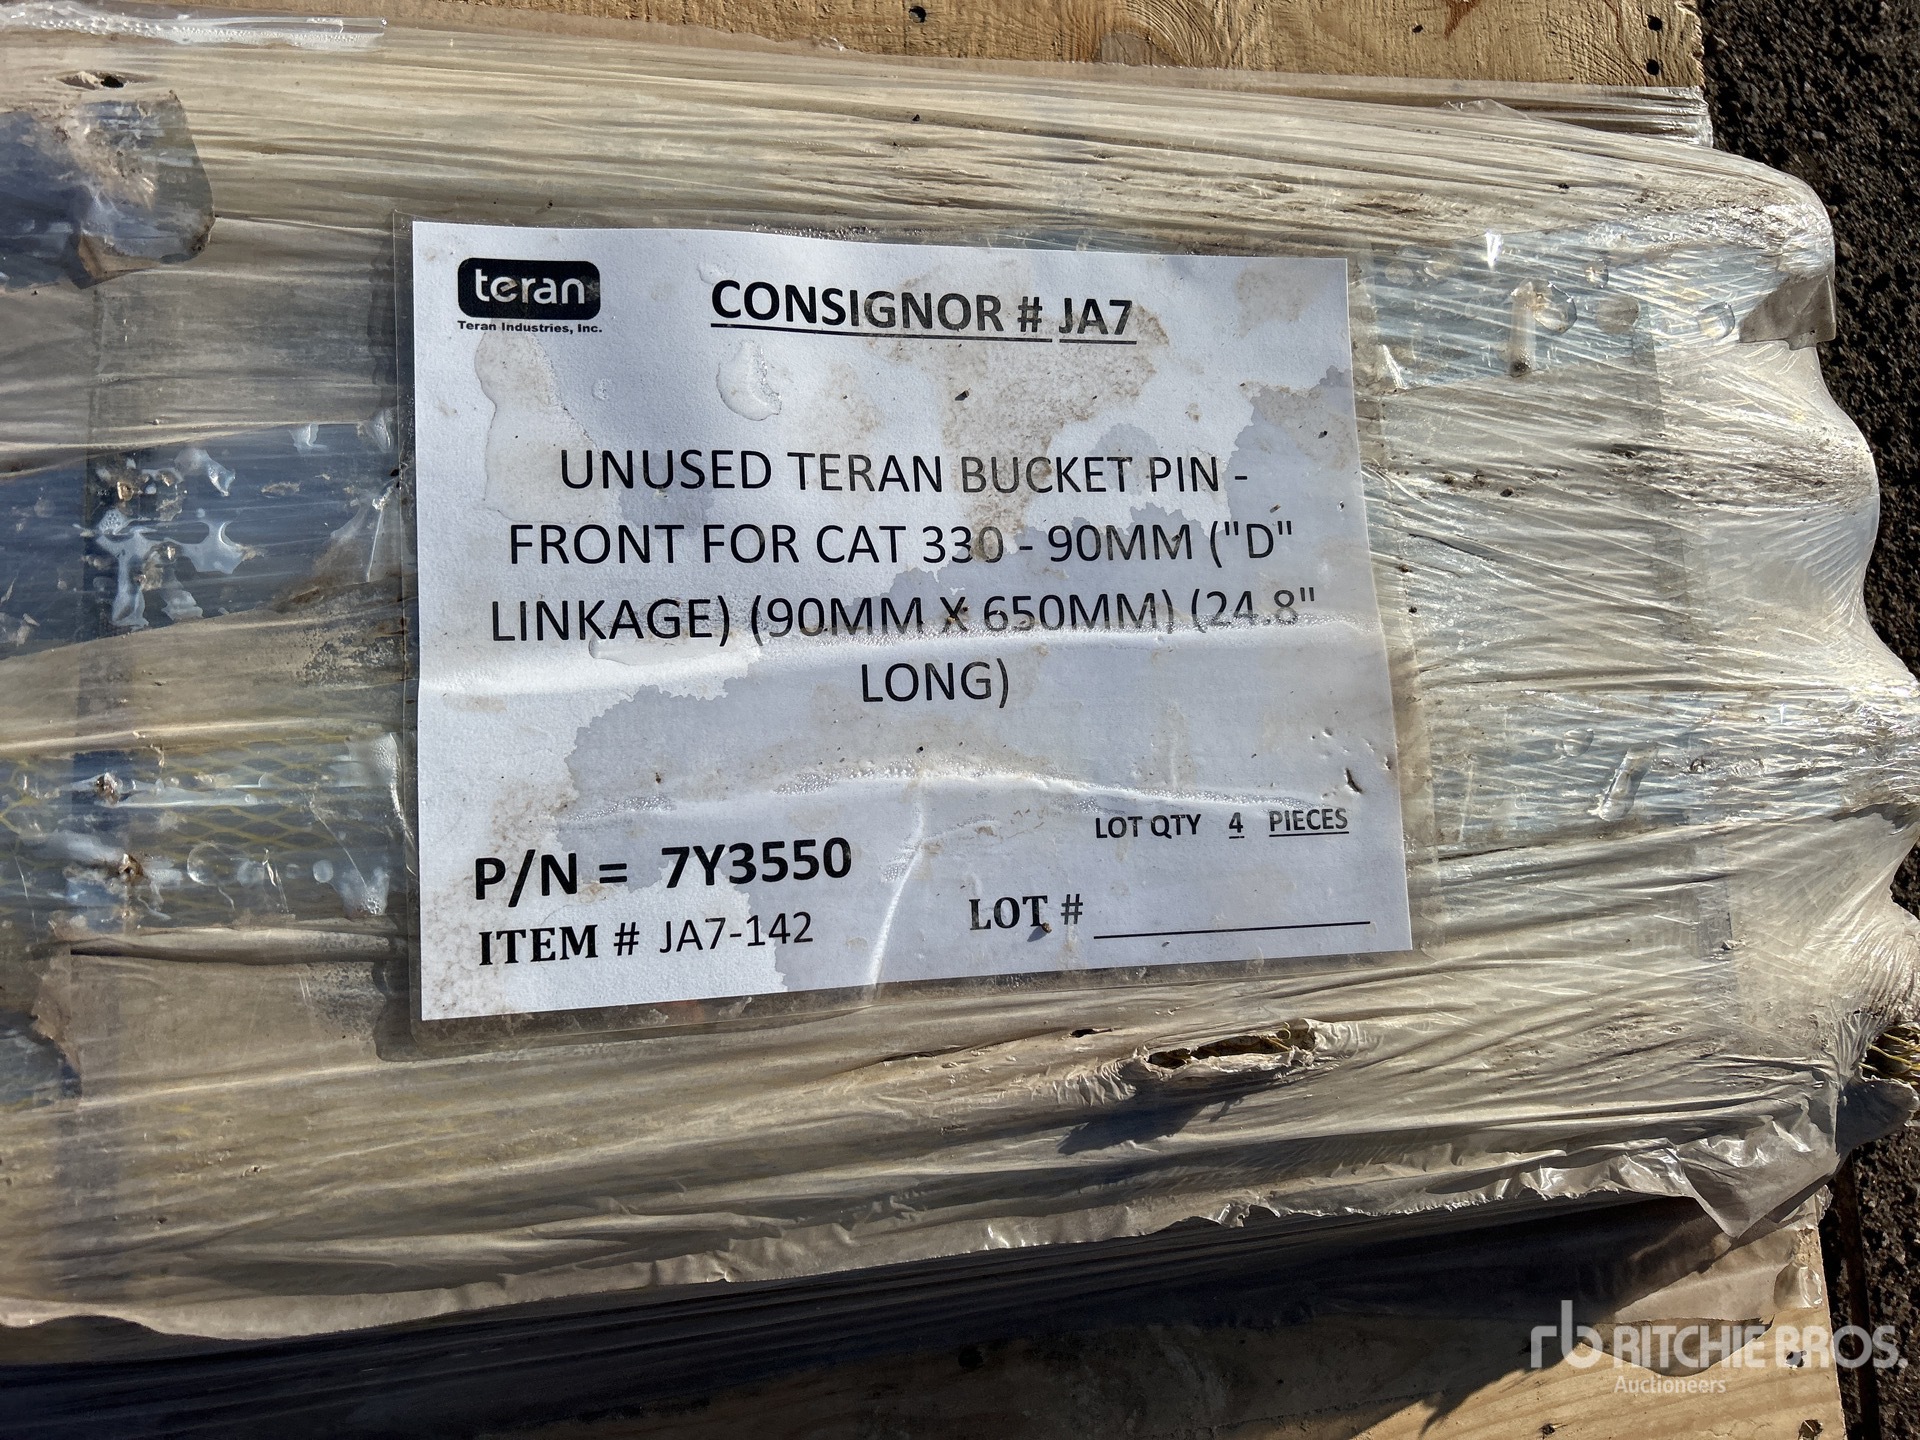 teran
Teran Industries, Inc.
CONSIGNOR # JA7
UNUSED TERAN BUCKET PIN -
FRONT FOR CAT 330 - 90MM ("D"
LINKAGE) (90MM X 650MM) (24.8"
LONG)
LOT QTY 4 PIECES
P/N = 7Y3550
ITEM # JA7-142
LOT #
rb RITCHIE BROS.
Auctioneers